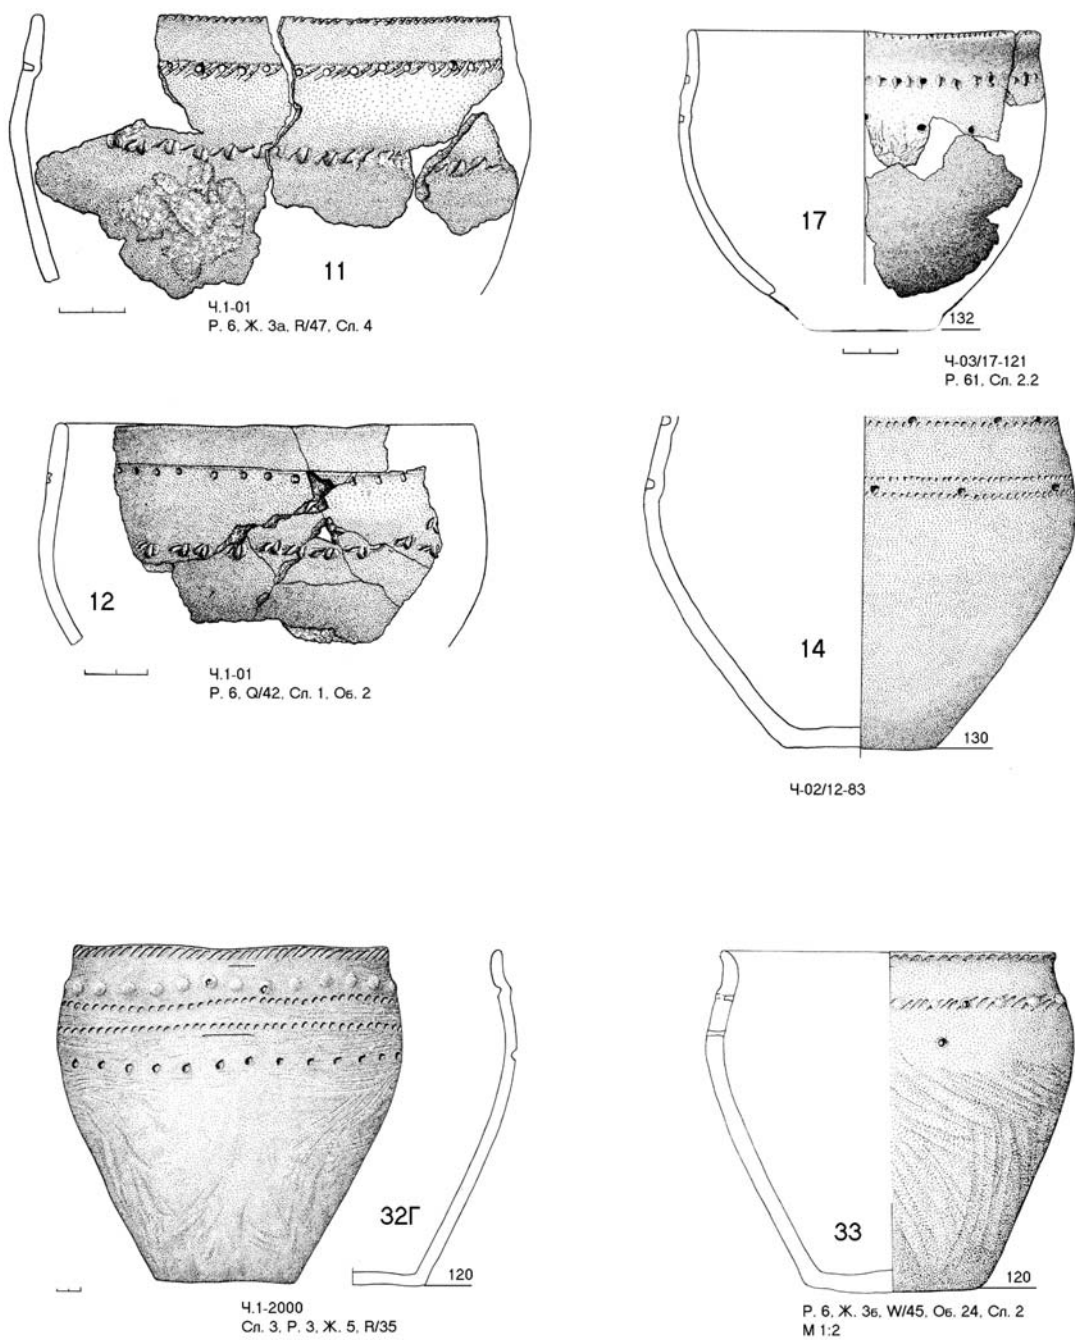 11
Ч.1-01
Р. 6, Ж. 3а, R/47, Сл. 4
17
132
Ч-03/17-121
Р. 61, Сл. 2.2
12
Ч.1-01
Р. 6, Q/42, Сл. 1, Об. 2
14
130
Ч-02/12-83
32Г
120
Ч.1-2000
Сл. 3, Р. 3, Ж. 5, R/35
33
120
Р. 6, Ж. 3б, W/45, Об. 24, Сл. 2
М 1:2